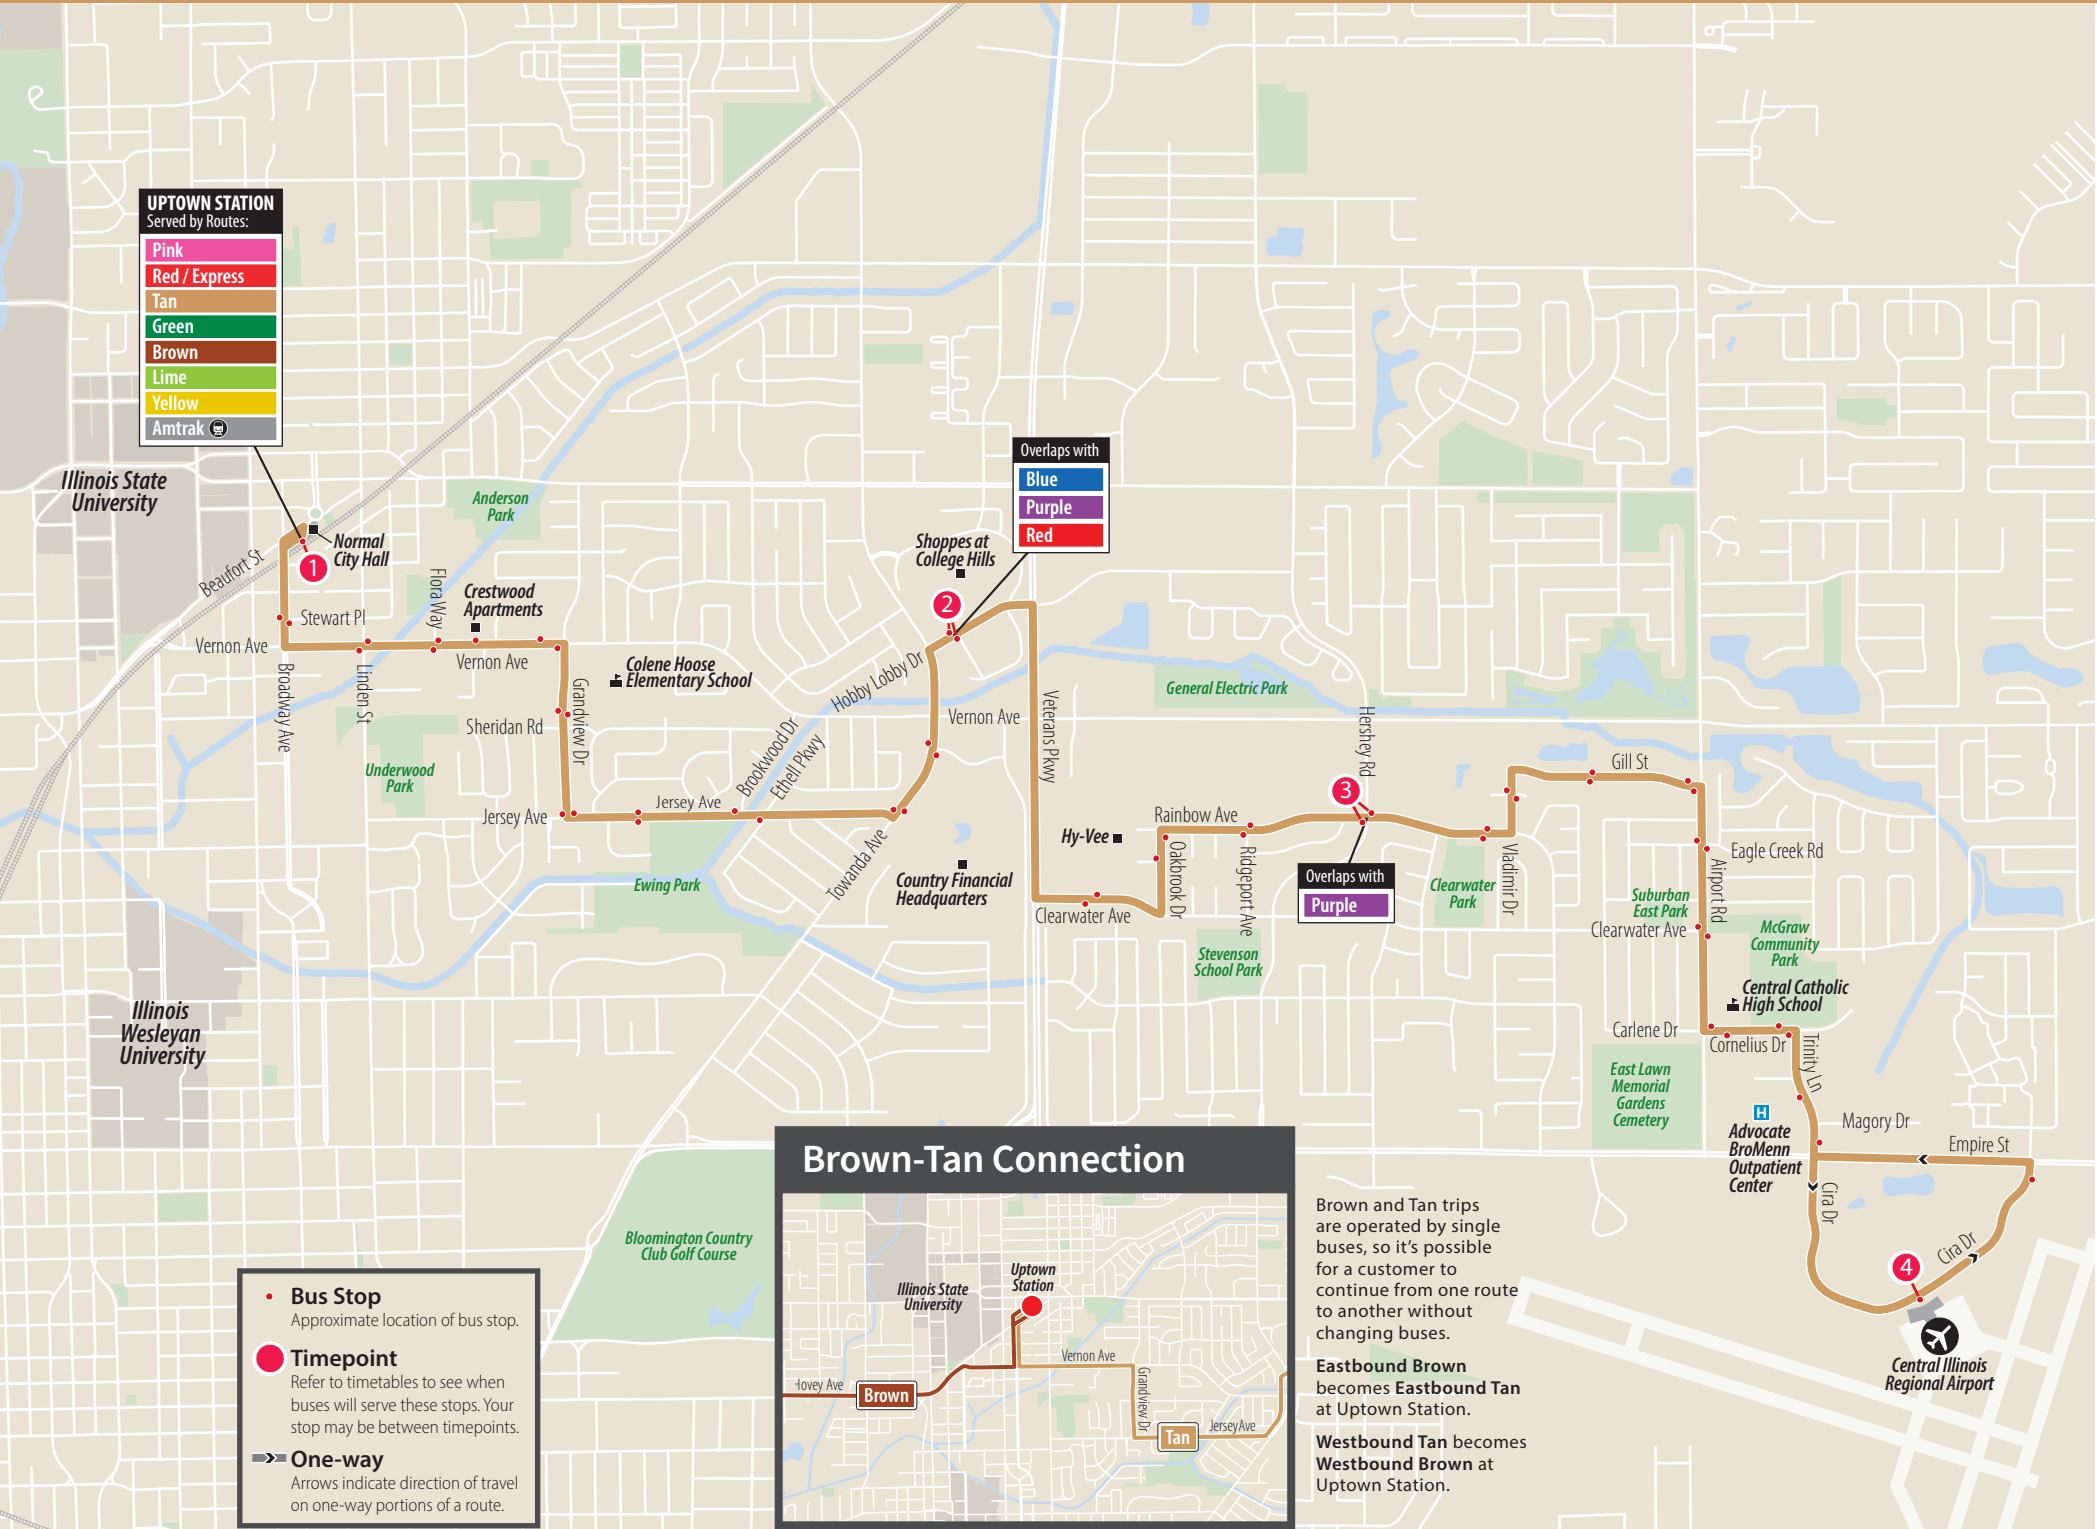 UPTOWN STATION
Served by Routes:
Pink
Red / Express
Tan
Green
Brown
Lime
Yellow
Amtrak
Illinois State
University
Normal
City Hall
1
Beaufort St
Stewart Pl
Vernon Ave
Broadway Ave
Linden St
Flora Way
Anderson
Park
Crestwood
Apartments
Vernon Ave
Colene Hoose
Elementary School
Grandview Dr
Sheridan Rd
Underwood
Park
Jersey Ave
Jersey Ave
Brookwood Dr
Ethell Pkwy
Ewing Park
Towanda Ave
Hobby Lobby Dr
Vernon Ave
Shoppes at
College Hills
2
Overlaps with
Blue
Purple
Red
Veterans Pkwy
Country Financial
Headquarters
Hy-Vee
Clearwater Ave
Oakbrook Dr
Rainbow Ave
Ridgeport Ave
General Electric Park
Stevenson
School Park
Hershey Rd
3
Overlaps with
Purple
Clearwater
Park
Vladimir Dr
Gill St
Eagle Creek Rd
Airport Rd
Suburban
East Park
Clearwater Ave
McGraw
Community
Park
Central Catholic
High School
Carlene Dr
Cornelius Dr
Trinity Ln
East Lawn
Memorial
Gardens
Cemetery
H
Advocate
BroMenn
Outpatient
Center
Magory Dr
Empire St
Cira Dr
Cira Dr
4
Central Illinois
Regional Airport
Illinois
Wesleyan
University
Bloomington Country
Club Golf Course
Bus Stop
Approximate location of bus stop.
Timepoint
Refer to timetables to see when
buses will serve these stops. Your
stop may be between timepoints.
One-way
Arrows indicate direction of travel
on one-way portions of a route.
Brown-Tan Connection
Illinois State
University
Uptown
Station
Vernon Ave
Hovey Ave
Brown
Grandview Dr
Tan
Jersey Ave
Brown and Tan trips
are operated by single
buses, so it's possible
for a customer to
continue from one route
to another without
changing buses.
Eastbound Brown
becomes Eastbound Tan
at Uptown Station.
Westbound Tan becomes
Westbound Brown at
Uptown Station.